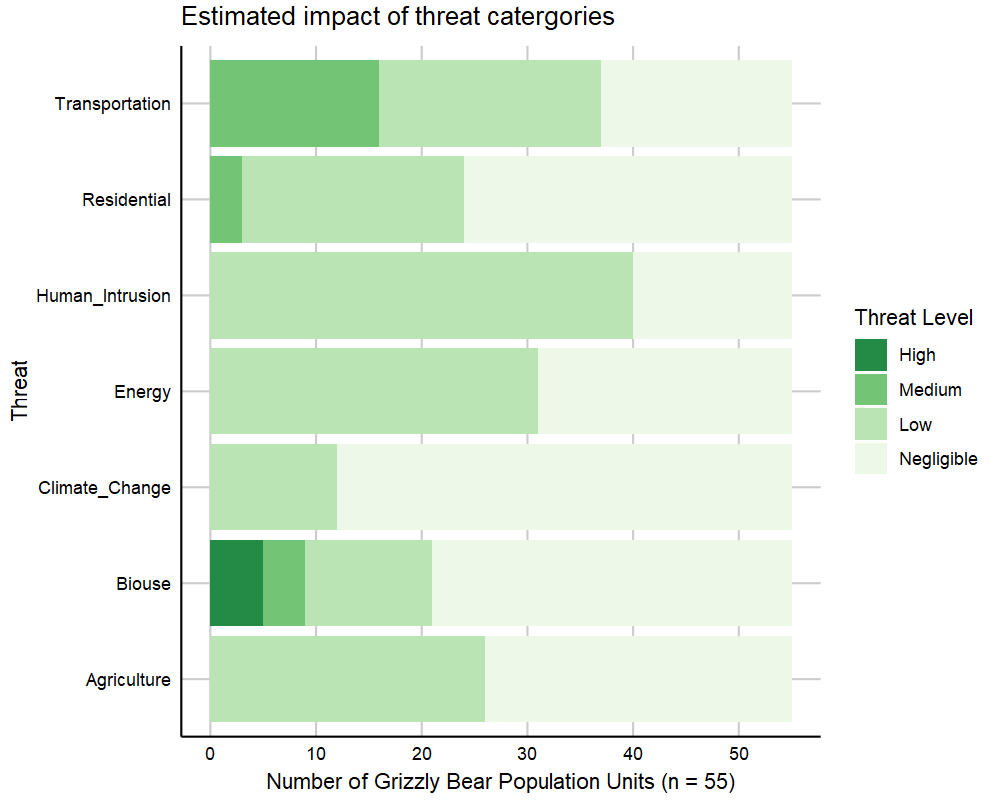 Estimated impact of threat catergories
Transportation
Residential
Human_Intrusion
Energy
Climate_Change
Biouse
Agriculture
Threat
0 10 20 30 40 50
Number of Grizzly Bear Population Units (n = 55)
Threat Level
High
Medium
Low
Negligible